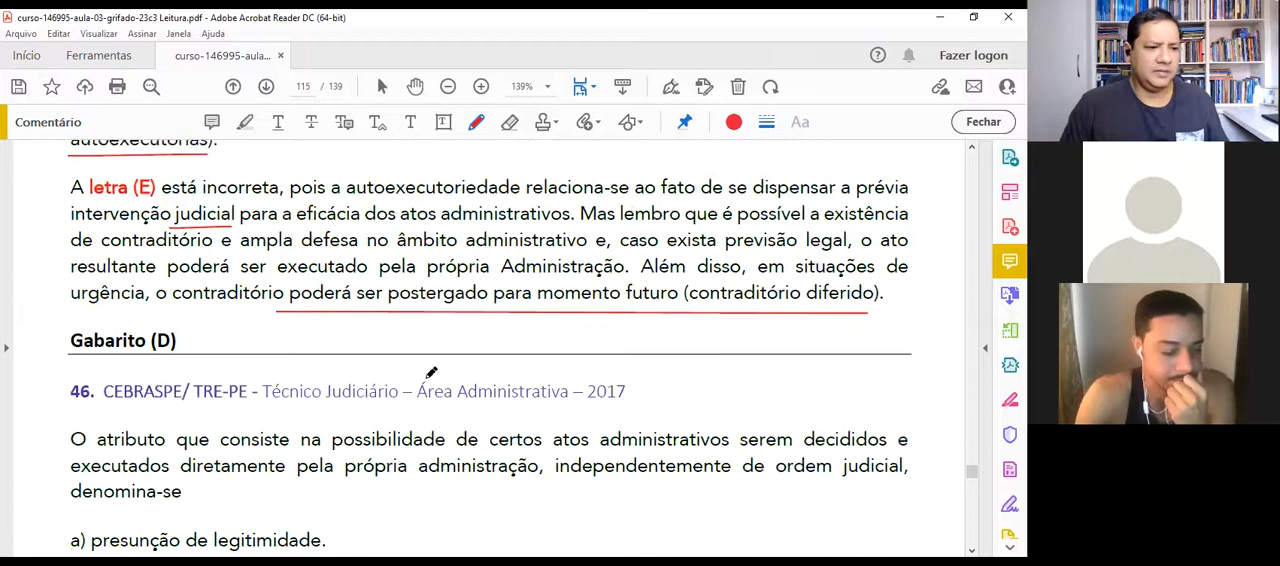 curso-146995-aula-03-grifado-23c3 Leitura.pdf - Adobe Acrobat Reader DC (64-bit)
Arquivo Editar Visualizar Assinar Janela Ajuda
Início Ferramentas curso-146995-aula... × Fazer logon
115 / 139 139%
Comentário Aa Fechar
autoexecutórias).
A letra (E) está incorreta, pois a autoexecutoriedade relaciona-se ao fato de se dispensar a prévia
intervenção judicial para a eficácia dos atos administrativos. Mas lembro que é possível a existência
de contraditório e ampla defesa no âmbito administrativo e, caso exista previsão legal, o ato
resultante poderá ser executado pela própria Administração. Além disso, em situações de
urgência, o contraditório poderá ser postergado para momento futuro (contraditório diferido).
Gabarito (D)
46. CEBRASPE/ TRE-PE - Técnico Judiciário – Área Administrativa – 2017
O atributo que consiste na possibilidade de certos atos administrativos serem decididos e
executados diretamente pela própria administração, independentemente de ordem judicial,
denomina-se
a) presunção de legitimidade.